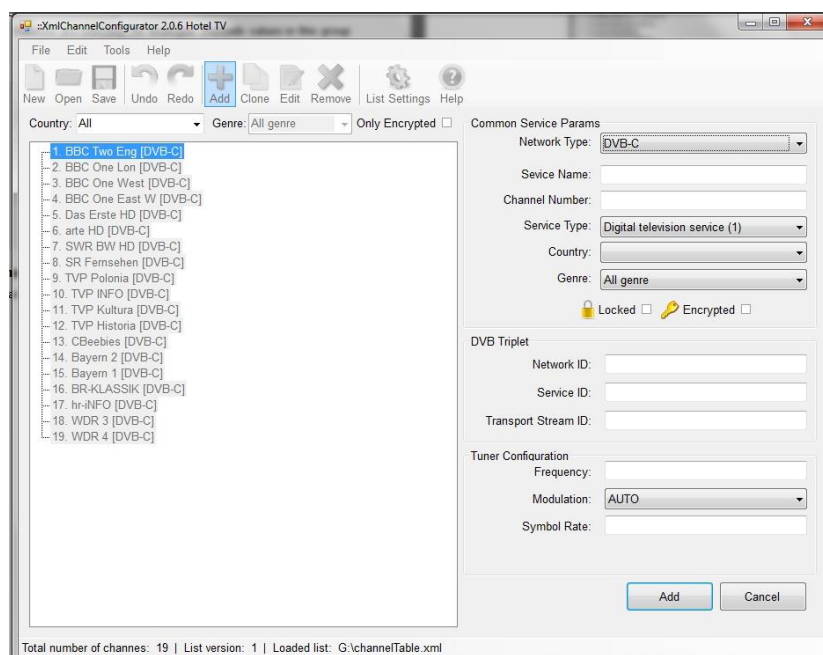 ::XmlChannelConfigurator 2.0.6 Hotel TV
File Edit Tools Help
New Open Save Undo Redo Add Clone Edit Remove List Settings Help
Country: All Genre: All genre Only Encrypted
1. BBC Two Eng [DVB-C]
2. BBC One Lon [DVB-C]
3. BBC One West [DVB-C]
4. BBC One East W [DVB-C]
5. Das Erste HD [DVB-C]
6. arte HD [DVB-C]
7. SWR BW HD [DVB-C]
8. SR Fernsehen [DVB-C]
9. TVP Polonia [DVB-C]
10. TVP INFO [DVB-C]
11. TVP Kultura [DVB-C]
12. TVP Historia [DVB-C]
13. CBeebies [DVB-C]
14. Bayern 2 [DVB-C]
15. Bayern 1 [DVB-C]
16. BR-KLASSIK [DVB-C]
17. hr-iNFO [DVB-C]
18. WDR 3 [DVB-C]
19. WDR 4 [DVB-C]
Common Service Params
Network Type: DVB-C
Sevice Name:
Channel Number:
Service Type: Digital television service (1)
Country:
Genre: All genre
Locked Encrypted
DVB Triplet
Network ID:
Service ID:
Transport Stream ID:
Tuner Configuration
Frequency:
Modulation: AUTO
Symbol Rate:
Add Cancel
Total number of channes: 19 | List version: 1 | Loaded list: G:\channelTable.xml